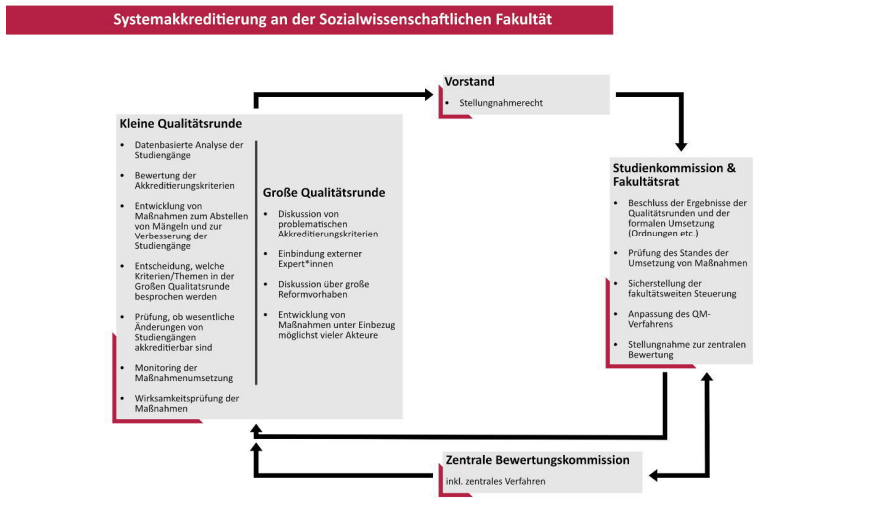 Systemakkreditierung an der Sozialwissenschaftlichen Fakultät
Vorstand
• Stellungnahmerecht
Kleine Qualitätsrunde
• Datenbasierte Analyse der
Studiengänge
• Bewertung der
Akkreditierungskriterien
• Entwicklung von
Maßnahmen zum Abstellen
von Mängeln und zur
Verbesserung der
Studiengänge
• Entscheidung, welche
Kriterien/Themen in der
Großen Qualitatsrunde
besprochen werden
• Prüfung, ob wesentliche
Änderungen von
Studiengängen
akkreditierbar sind
• Monitoring der
Maßnahmenumsetzung
• Wirksamkeitsprüfung der
Maßnahmen
Große Qualitätsrunde
• Diskussion von
problematischen
Akkreditierungskriterien
• Einbindung externer
Expert*innen
• Diskussion über große
Reformvorhaben
• Entwicklung von
Maßnahmen unter Einbezug
möglichst vieler Akteure
Studienkommission &
Fakultätsrat
• Beschluss der Ergebnisse der
Qualitätsrunden und der
formalen Umsetzung
(Ordnungen etc.)
• Prüfung des Standes der
Umsetzung von Maßnahmen
• Sicherstellung der
fakultätsweiten Steuerung
• Anpassung des QM-
Verfahrens
• Stellungnahme zur zentralen
Bewertung
Zentrale Bewertungskommission
inkl. zentrales Verfahren